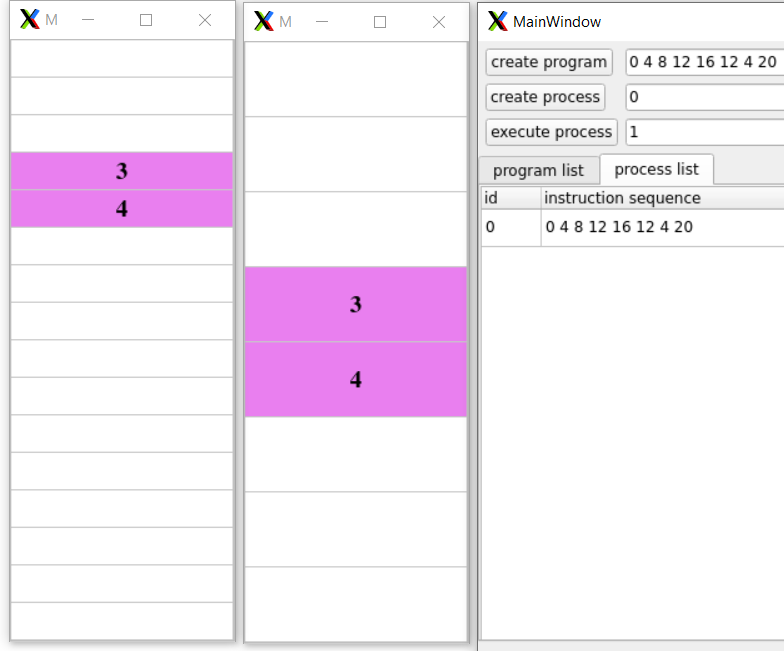 M
3
4
M
3
4
MainWindow
create program 0 4 8 12 16 12 4 20
create process 0
execute process 1
program list process list
id instruction sequence
0 0 4 8 12 16 12 4 20